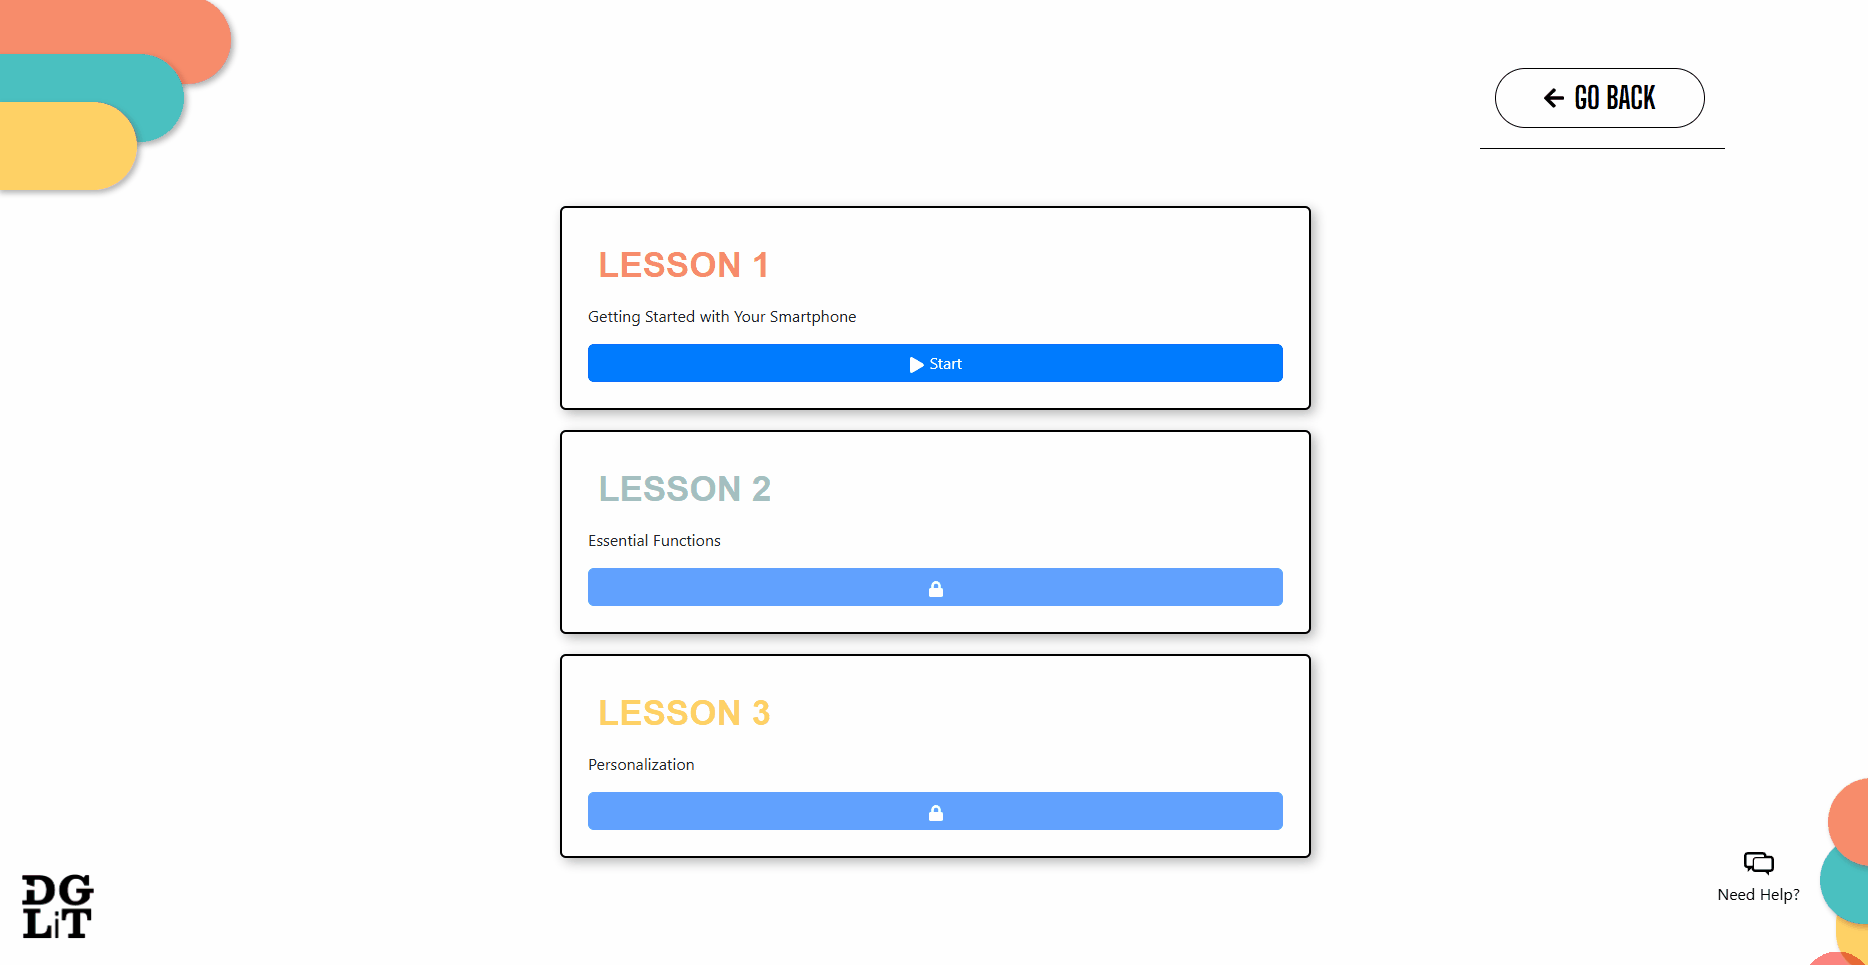 GO BACK
LESSON 1
Getting Started with Your Smartphone
Start
LESSON 2
Essential Functions
LESSON 3
Personalization
DG
LiT
Need Help?